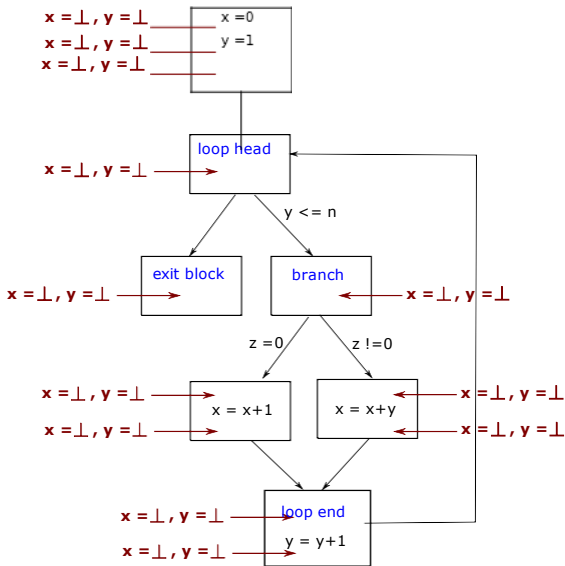 x =⊥ , y =⊥ x =0
x =⊥ , y =⊥ y =1
x =⊥ , y =⊥
loop head
x =⊥ , y =⊥
y <= n
exit block
branch
x =⊥ , y =⊥
x =⊥ , y =⊥
z =0
z !=0
x =⊥ , y =⊥
x =⊥ , y =⊥
x = x+1
x = x+y
x =⊥ , y =⊥
x =⊥ , y =⊥
loop end
x =⊥ , y =⊥
y = y+1
x =⊥ , y =⊥